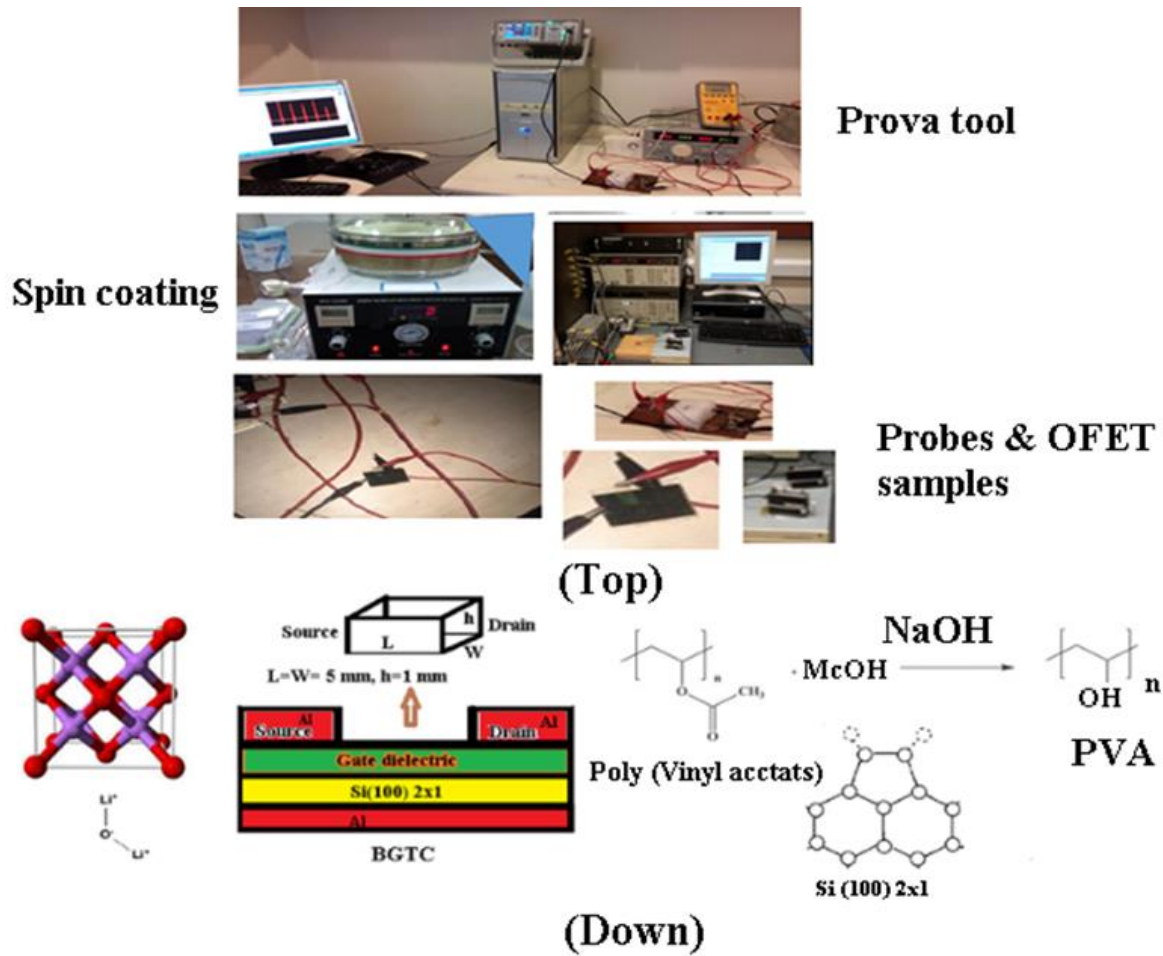 Prova tool
Spin coating
Probes & OFET
samples
(Top)
Source
h
Drain
L
W
L=W= 5 mm, h=1 mm
Al
Source
Al
Drain
Gate dielectric
Si(100) 2x1
Al
BGTC
Li⁺
O⁻
Li⁺
n
O
CH₃
O
Poly (Vinyl acctats)
. McOH
NaOH
OH
n
PVA
Si (100) 2x1
(Down)